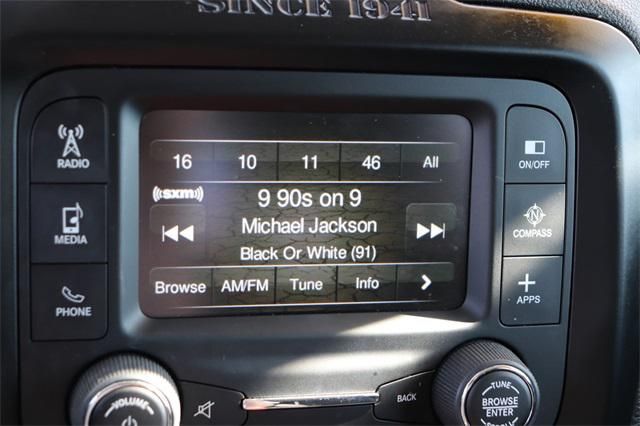 SINCE 1941
16 10 11 46 All
RADIO
ON/OFF
((sxm))
9 90s on 9
MEDIA
Michael Jackson
COMPASS
N
Black Or White (91)
Browse AM/FM Tune Info >
PHONE
APPS
VOLUME
BACK
TUNE
BROWSE
ENTER
SCROLL